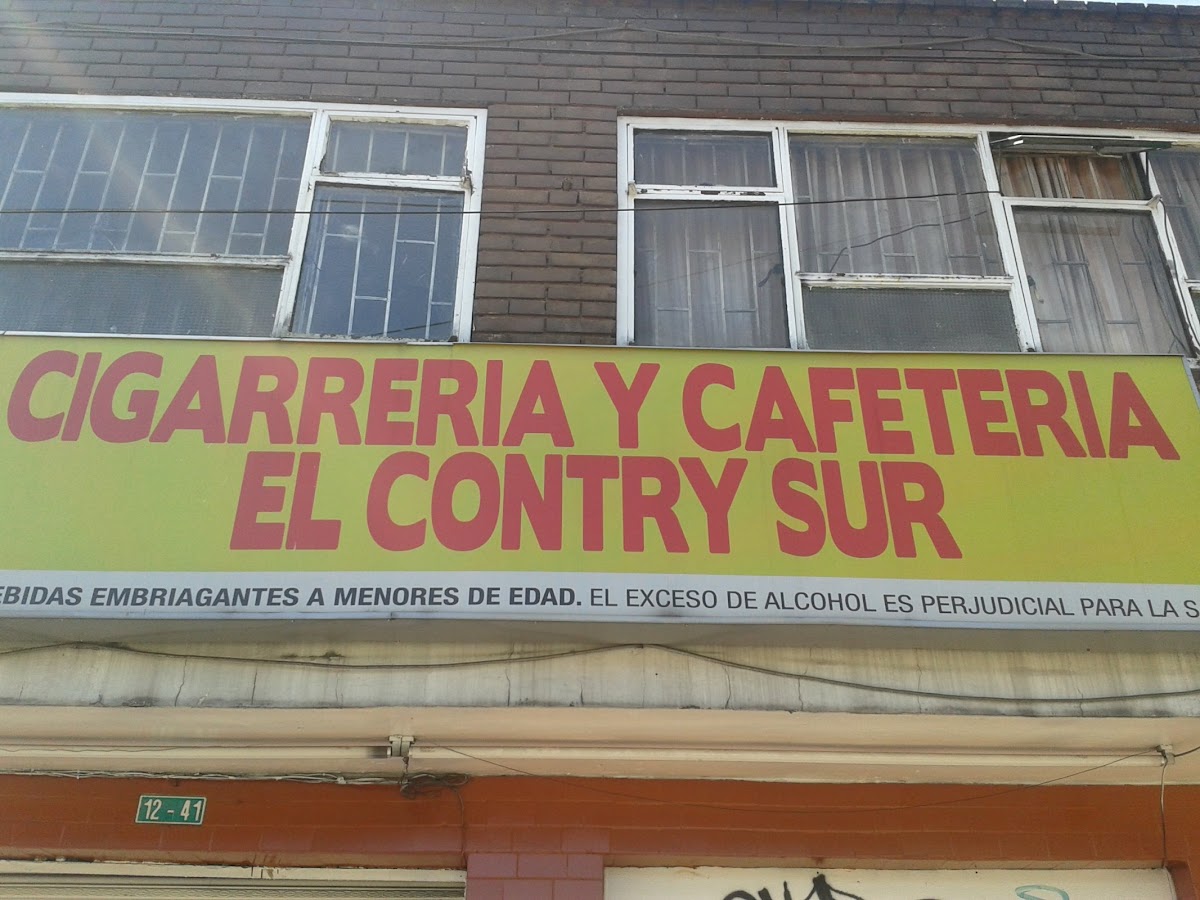 CIGARRERIA Y CAFETERIA
EL CONTRY SUR
EBIDAS EMBRIAGANTES A MENORES DE EDAD. EL EXCESO DE ALCOHOL ES PERJUDICIAL PARA LA S
12 - 41